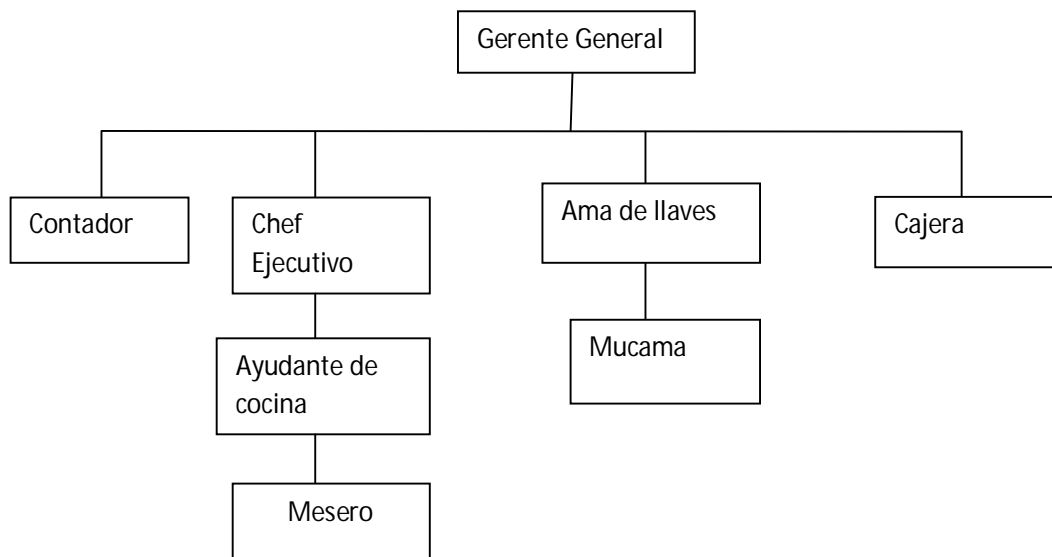 Gerente General
Contador
Chef
Ejecutivo
Ama de llaves
Cajera
Ayudante de
cocina
Mucama
Mesero